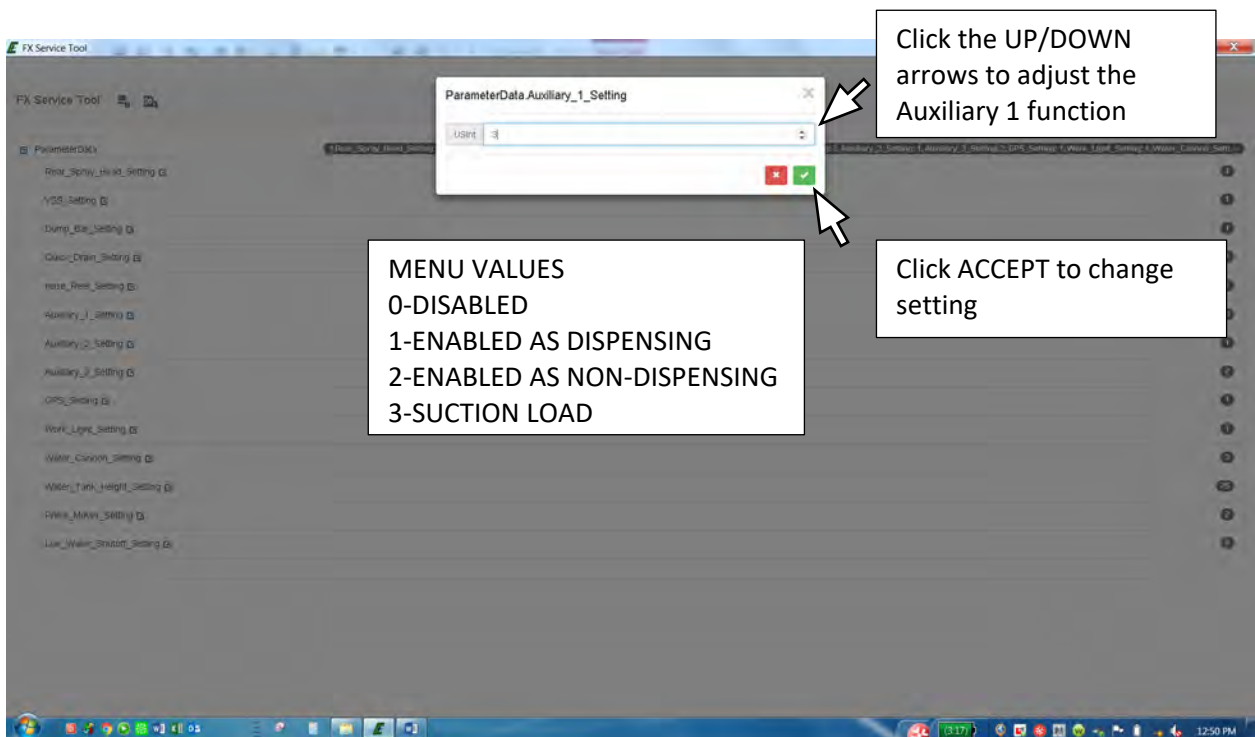 Click the UP/DOWN
arrows to adjust the
Auxiliary 1 function
FX Service Tool
FX Service Tool
ParameterData.Auxiliary_1_Setting
USInt 3
ParameterData
Rear_Spray_Head_Setting
VSS_Setting
Dump_Bar_Setting
Quick_Drain_Setting
Hose_Reel_Setting
Auxiliary_1_Setting
Auxiliary_2_Setting
Auxiliary_3_Setting
GPS_Setting
Work_Light_Setting
Water_Cannon_Setting
Water_Tank_Height_Setting
Prime_Mover_Setting
Low_Water_Shutoff_Setting
MENU VALUES
0-DISABLED
1-ENABLED AS DISPENSING
2-ENABLED AS NON-DISPENSING
3-SUCTION LOAD
Click ACCEPT to change
setting
(3:17)
12:50 PM